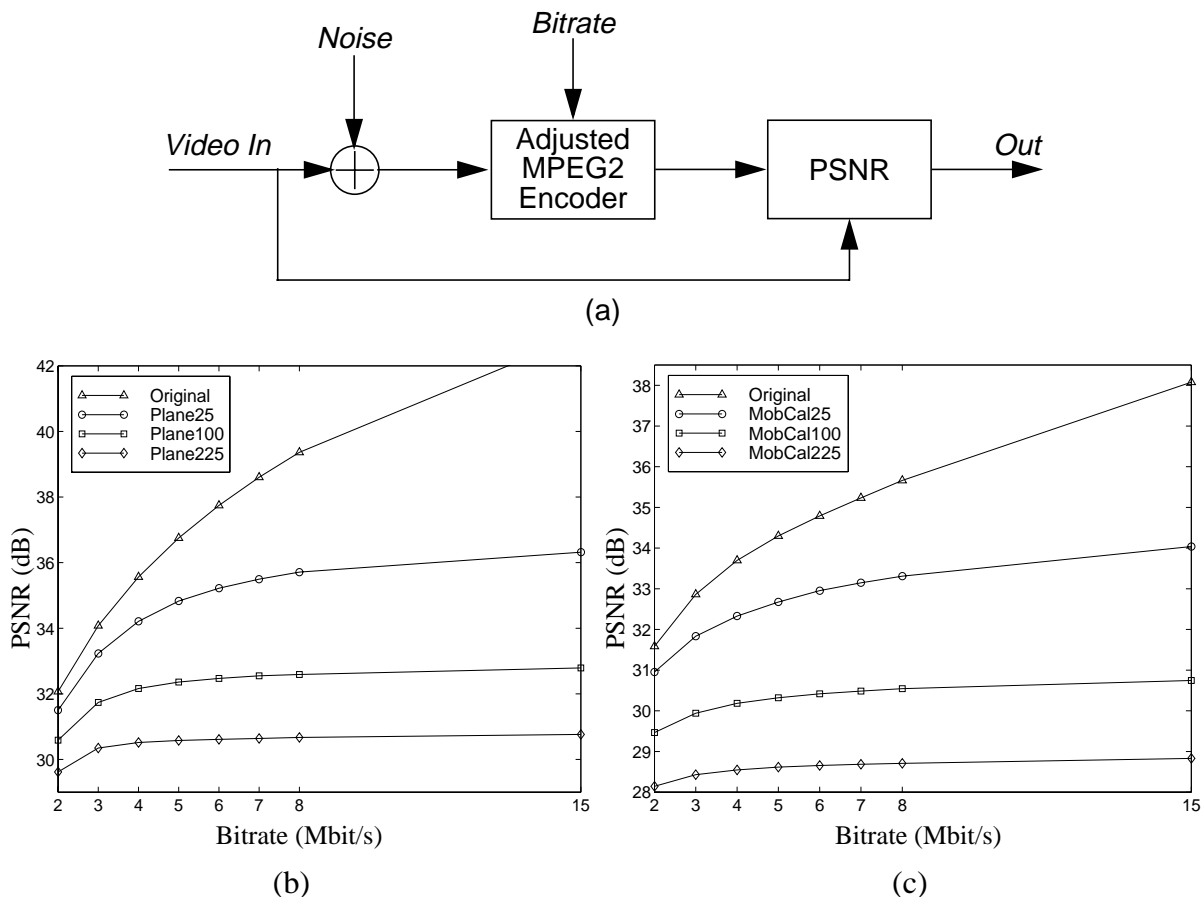 Noise
Bitrate
Video In
Adjusted
MPEG2
Encoder
PSNR
Out
(a)
42
40
38
36
34
32
30
PSNR (dB)
Original
Plane25
Plane100
Plane225
2 3 4 5 6 7 8 15
Bitrate (Mbit/s)
(b)
38
37
36
35
34
33
32
31
30
29
28
PSNR (dB)
Original
MobCal25
MobCal100
MobCal225
2 3 4 5 6 7 8 15
Bitrate (Mbit/s)
(c)